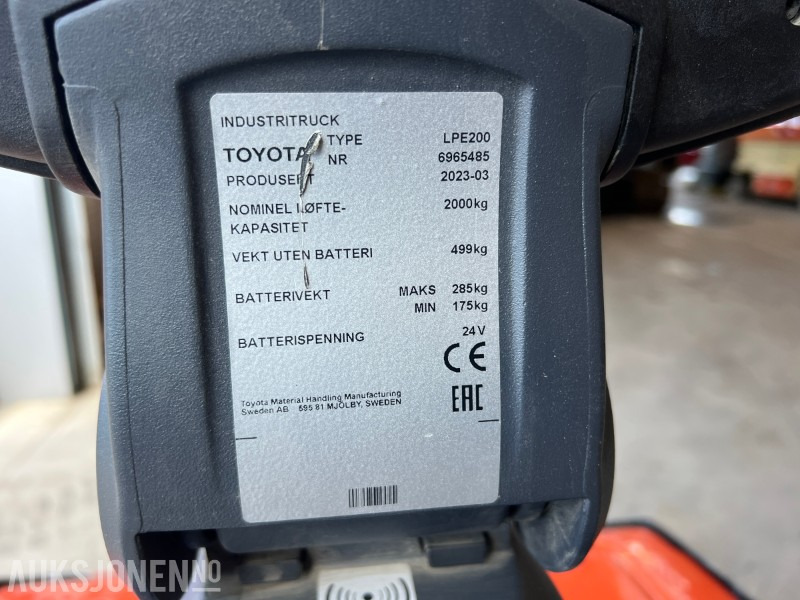 INDUSTRITRUCK
TYPE LPE200
TOYOTA NR 6965485
PRODUSERT 2023-03
NOMINEL LØFTE- 2000kg
KAPASITET
VEKT UTEN BATTERI 499kg
BATTERIVEKT MAKS 285kg
MIN 175kg
BATTERISPENNING 24V
CE
Toyota Material Handling Manufacturing
Sweden AB 595 81 MJÖLBY, SWEDEN
EAC
AUKSJONEN.NO